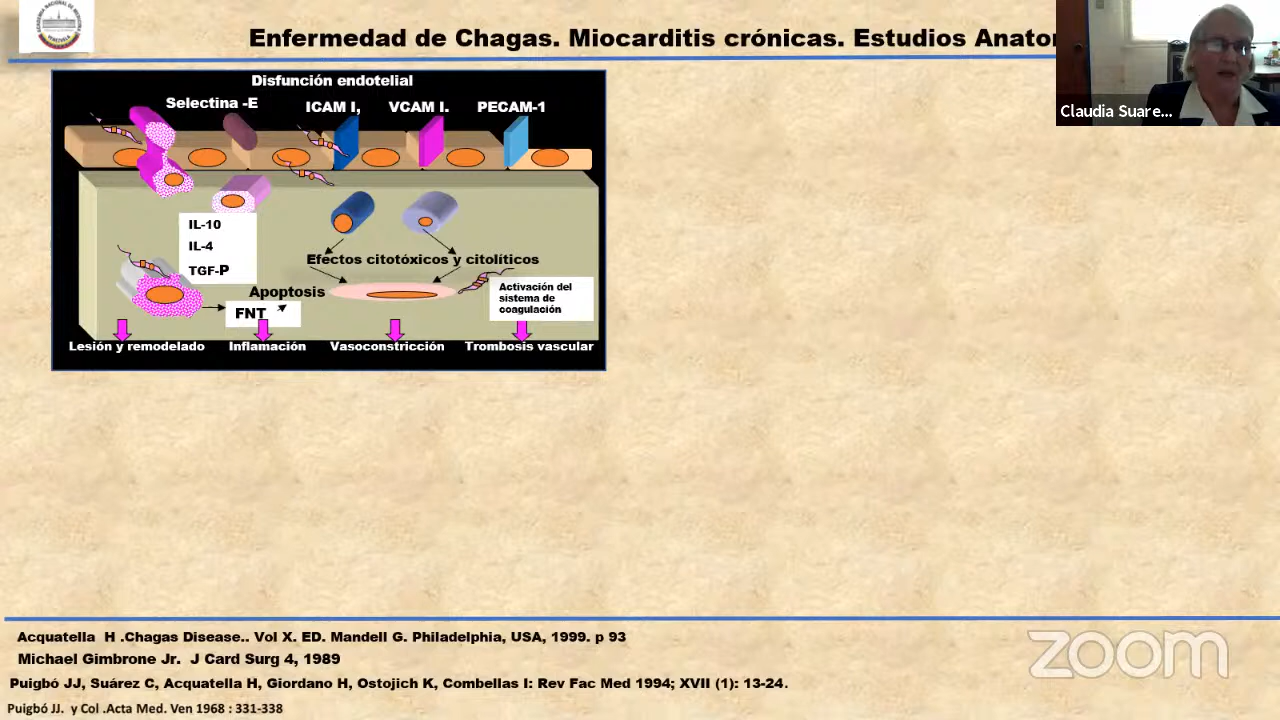 Enfermedad de Chagas. Miocarditis crónicas. Estudios Anator
Claudia Suare...
Disfunción endotelial
Selectina -E
ICAM I, VCAM I. PECAM-1
IL-10
IL-4
TGF-P
Efectos citotóxicos y citolíticos
Apoptosis
FNT
Activación del
sistema de
coagulación
Lesión y remodelado Inflamación Vasoconstricción Trombosis vascular
Acquatella H .Chagas Disease.. Vol X. ED. Mandell G. Philadelphia, USA, 1999. p 93
Michael Gimbrone Jr. J Card Surg 4, 1989
Puigbó JJ, Suárez C, Acquatella H, Giordano H, Ostojich K, Combellas I: Rev Fac Med 1994; XVII (1): 13-24.
Puigbó JJ. y Col .Acta Med. Ven 1968 : 331-338
zoom